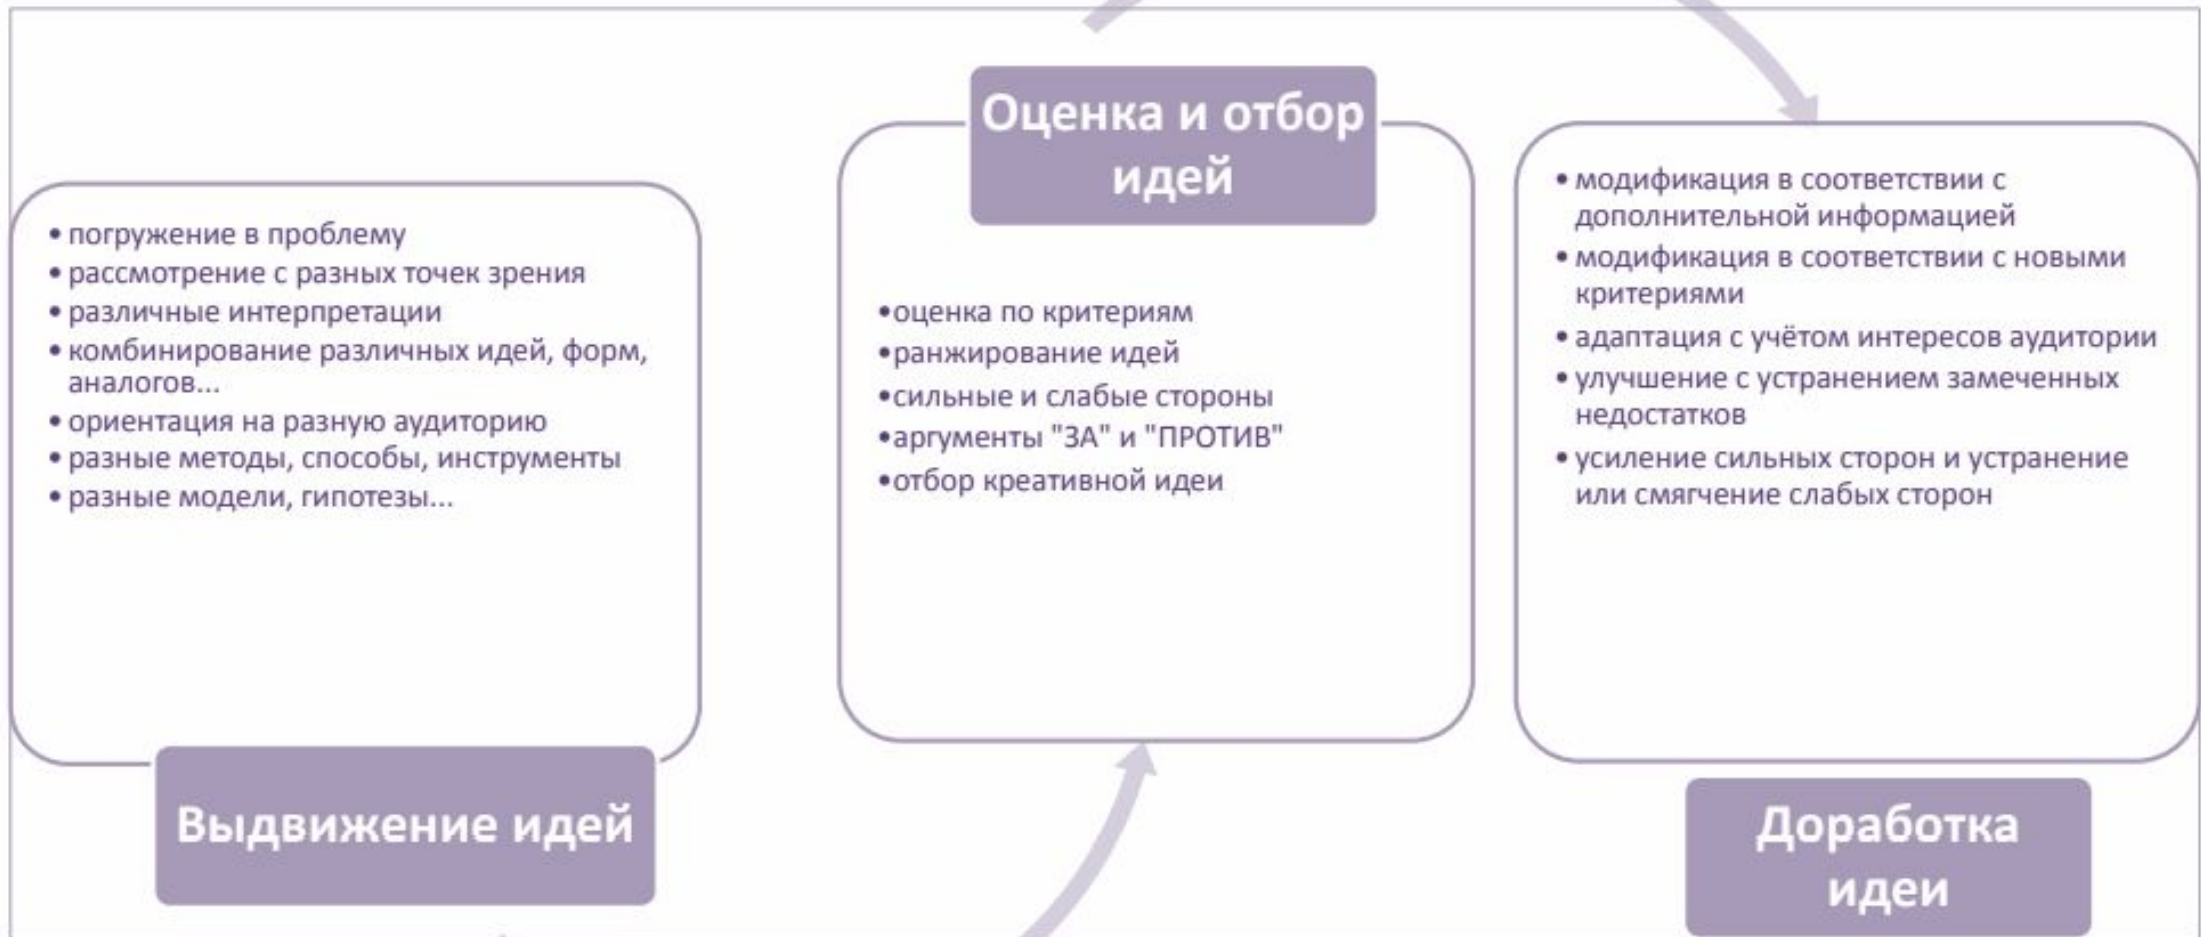 • погружение в проблему
• рассмотрение с разных точек зрения
• различные интерпретации
• комбинирование различных идей, форм,
аналогов...
• ориентация на разную аудиторию
• разные методы, способы, инструменты
• разные модели, гипотезы...
Выдвижение идей
Оценка и отбор
идей
•оценка по критериям
•ранжирование идей
•сильные и слабые стороны
•аргументы "ЗА" и "ПРОТИВ"
•отбор креативной идеи
• модификация в соответствии с
дополнительной информацией
• модификация в соответствии с новыми
критериями
• адаптация с учётом интересов аудитории
• улучшение с устранением замеченных
недостатков
• усиление сильных сторон и устранение
или смягчение слабых сторон
Доработка
идеи